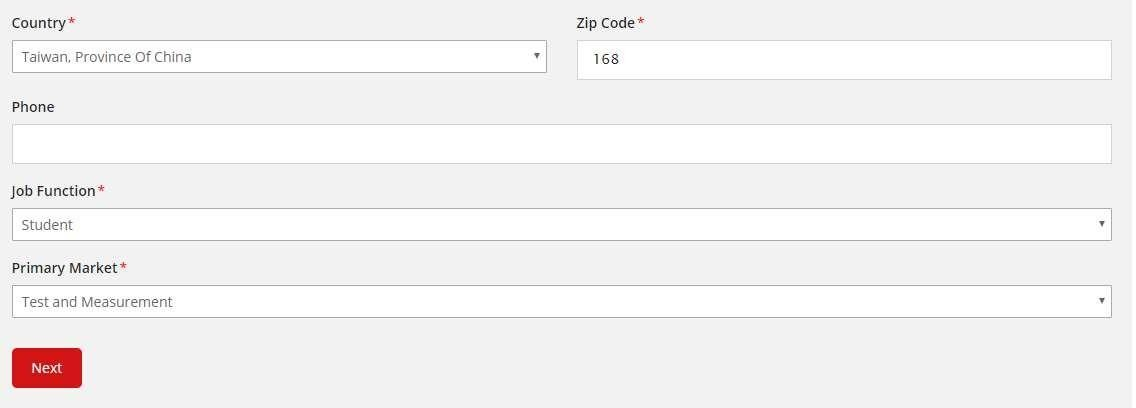 Country*
Zip Code*
Taiwan, Province Of China
168
Phone
Job Function*
Student
Primary Market*
Test and Measurement
Next